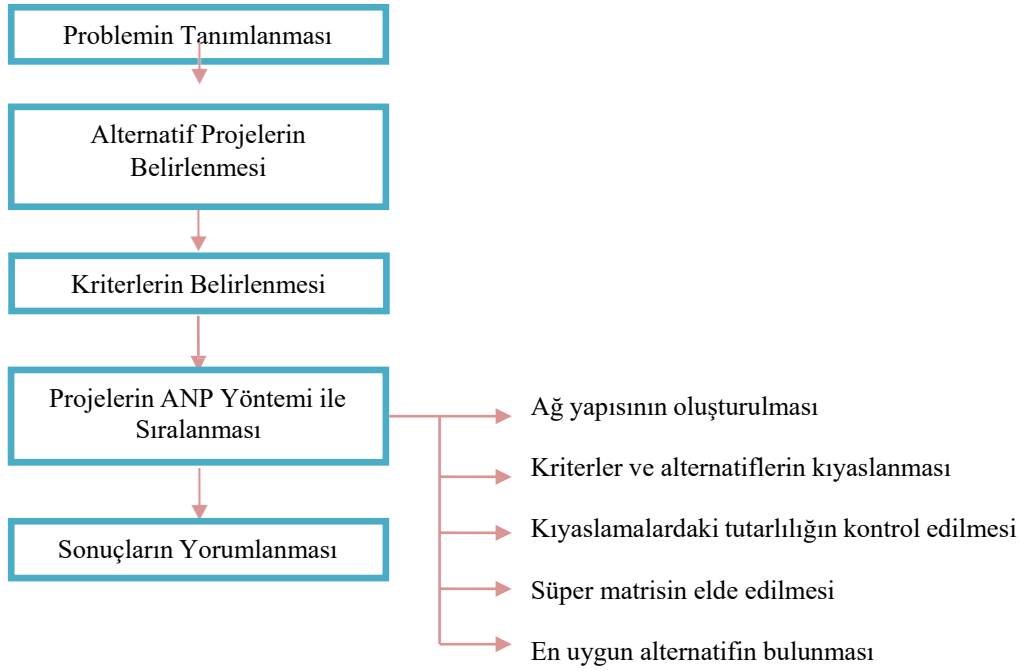 Problemin Tanımlanması
Alternatif Projelerin
Belirlenmesi
Kriterlerin Belirlenmesi
Projelerin ANP Yöntemi ile
Sıralanması
Sonuçların Yorumlanması
Ağ yapısının oluşturulması
Kriterler ve alternatiflerin kıyaslanması
Kıyaslamalardaki tutarlılığın kontrol edilmesi
Süper matrisin elde edilmesi
En uygun alternatifin bulunması